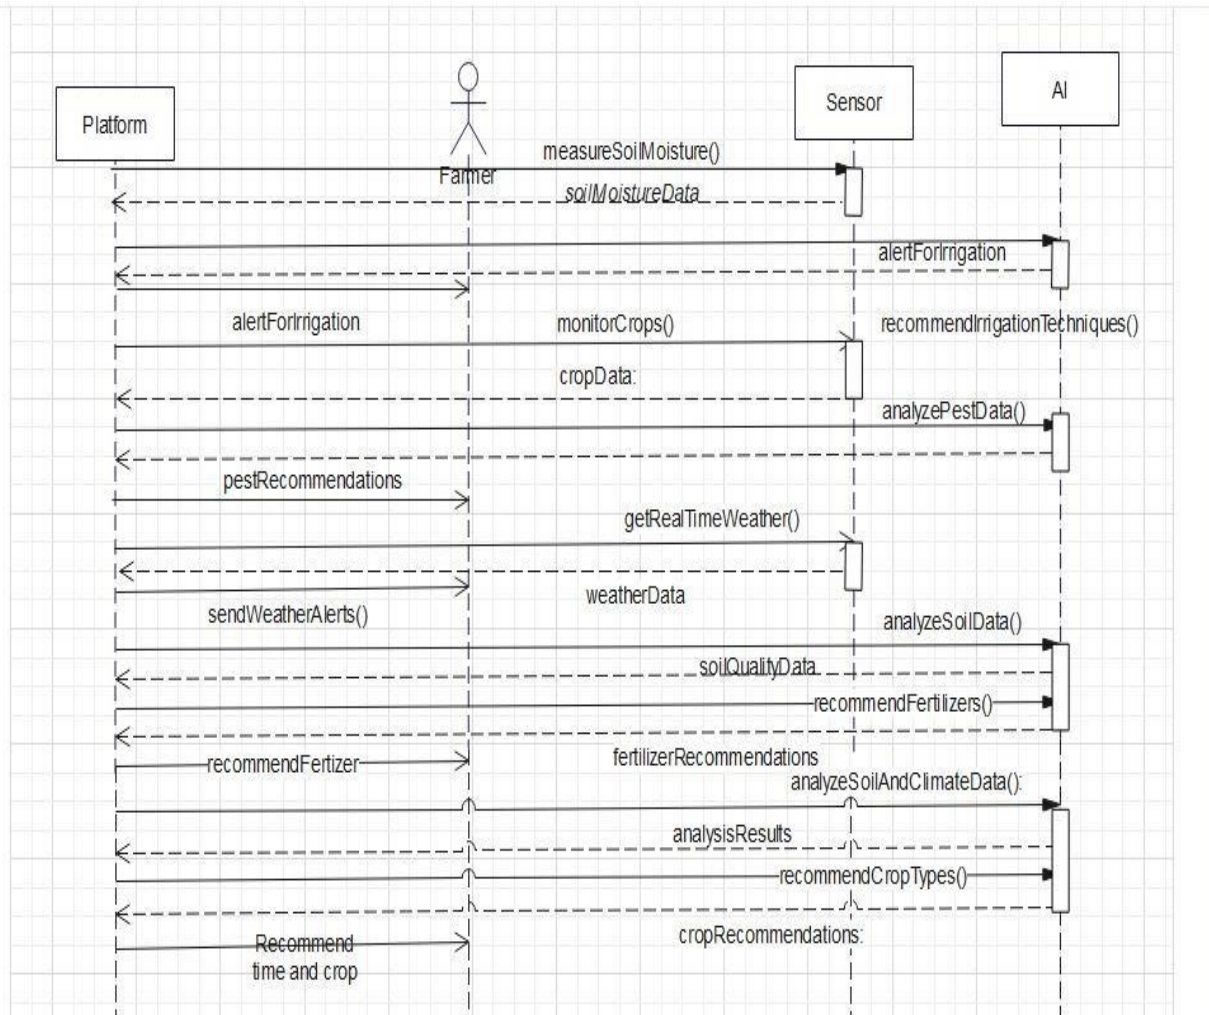 Platform
Sensor
AI
Farmer
measureSoilMoisture()
soilMoistureData
alertForIrrigation
alertForIrrigation
monitorCrops()
recommendIrrigationTechniques()
cropData:
analyzePestData()
pestRecommendations
getRealTimeWeather()
weatherData
sendWeatherAlerts()
analyzeSoilData()
soilQualityData
recommendFertilizers()
recommendFertizer
fertilizerRecommendations
analyzeSoilAndClimateData():
analysisResults
recommendCropTypes()
cropRecommendations:
Recommend
time and crop